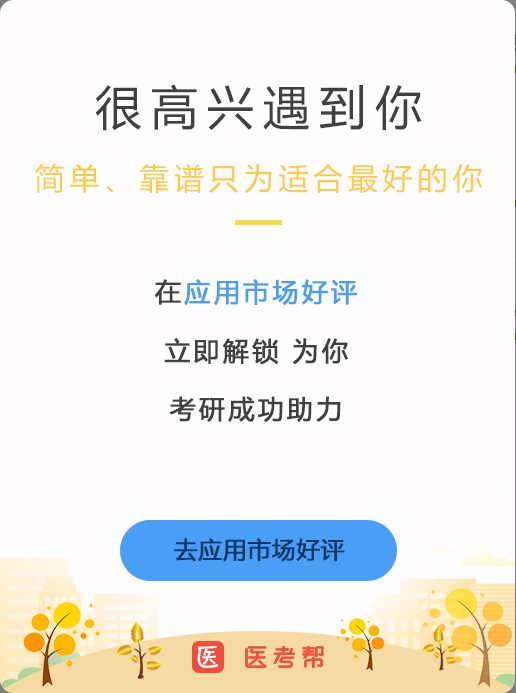 很高兴遇到你
简单、靠谱只为适合最好的你
在应用市场好评
立即解锁 为你
考研成功助力
去应用市场好评
医 医考帮